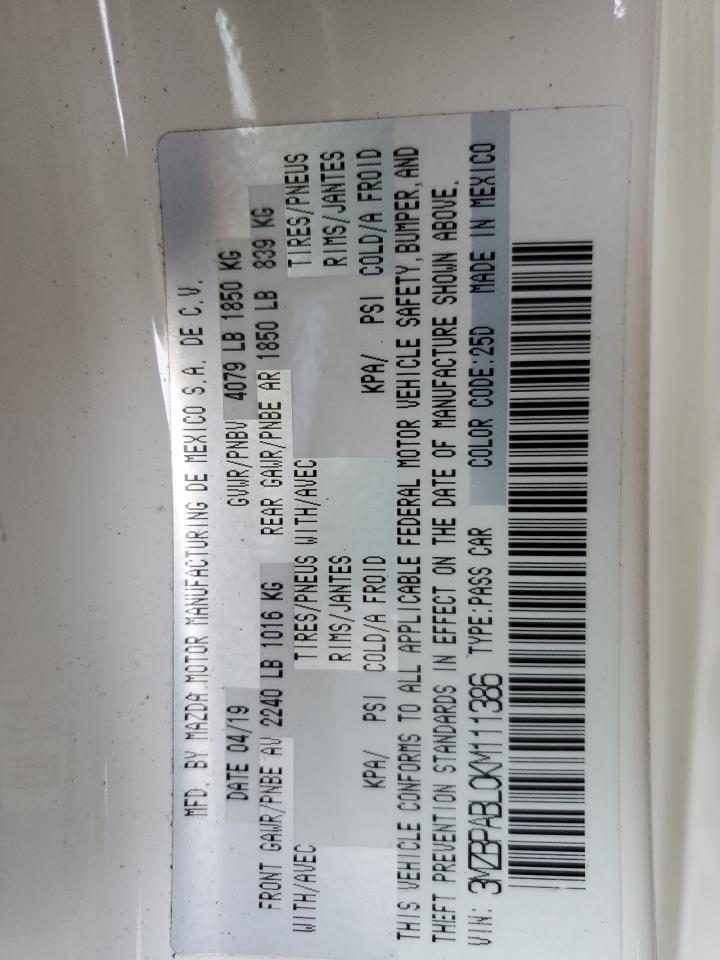 MFD. BY MAZDA MOTOR MANUFACTURING DE MEXICO S.A. DE C.V.
DATE 04/19 GVWR/PNBV 4079 LB 1850 KG
FRONT GAWR/PNBE AV 2240 LB 1016 KG REAR GAWR/PNBE AR 1850 LB 839 KG
WITH/AVEC TIRES/PNEUS WITH/AVEC TIRES/PNEUS
RIMS/JANTES RIMS/JANTES
KPA/ PSI COLD/A FROID KPA/ PSI COLD/A FROID
THIS VEHICLE CONFORMS TO ALL APPLICABLE FEDERAL MOTOR VEHICLE SAFETY,BUMPER,AND
THEFT PREVENTION STANDARDS IN EFFECT ON THE DATE OF MANUFACTURE SHOWN ABOVE.
VIN: 3MZBPABL0KM111386 TYPE:PASS CAR COLOR CODE:25D MADE IN MEXICO